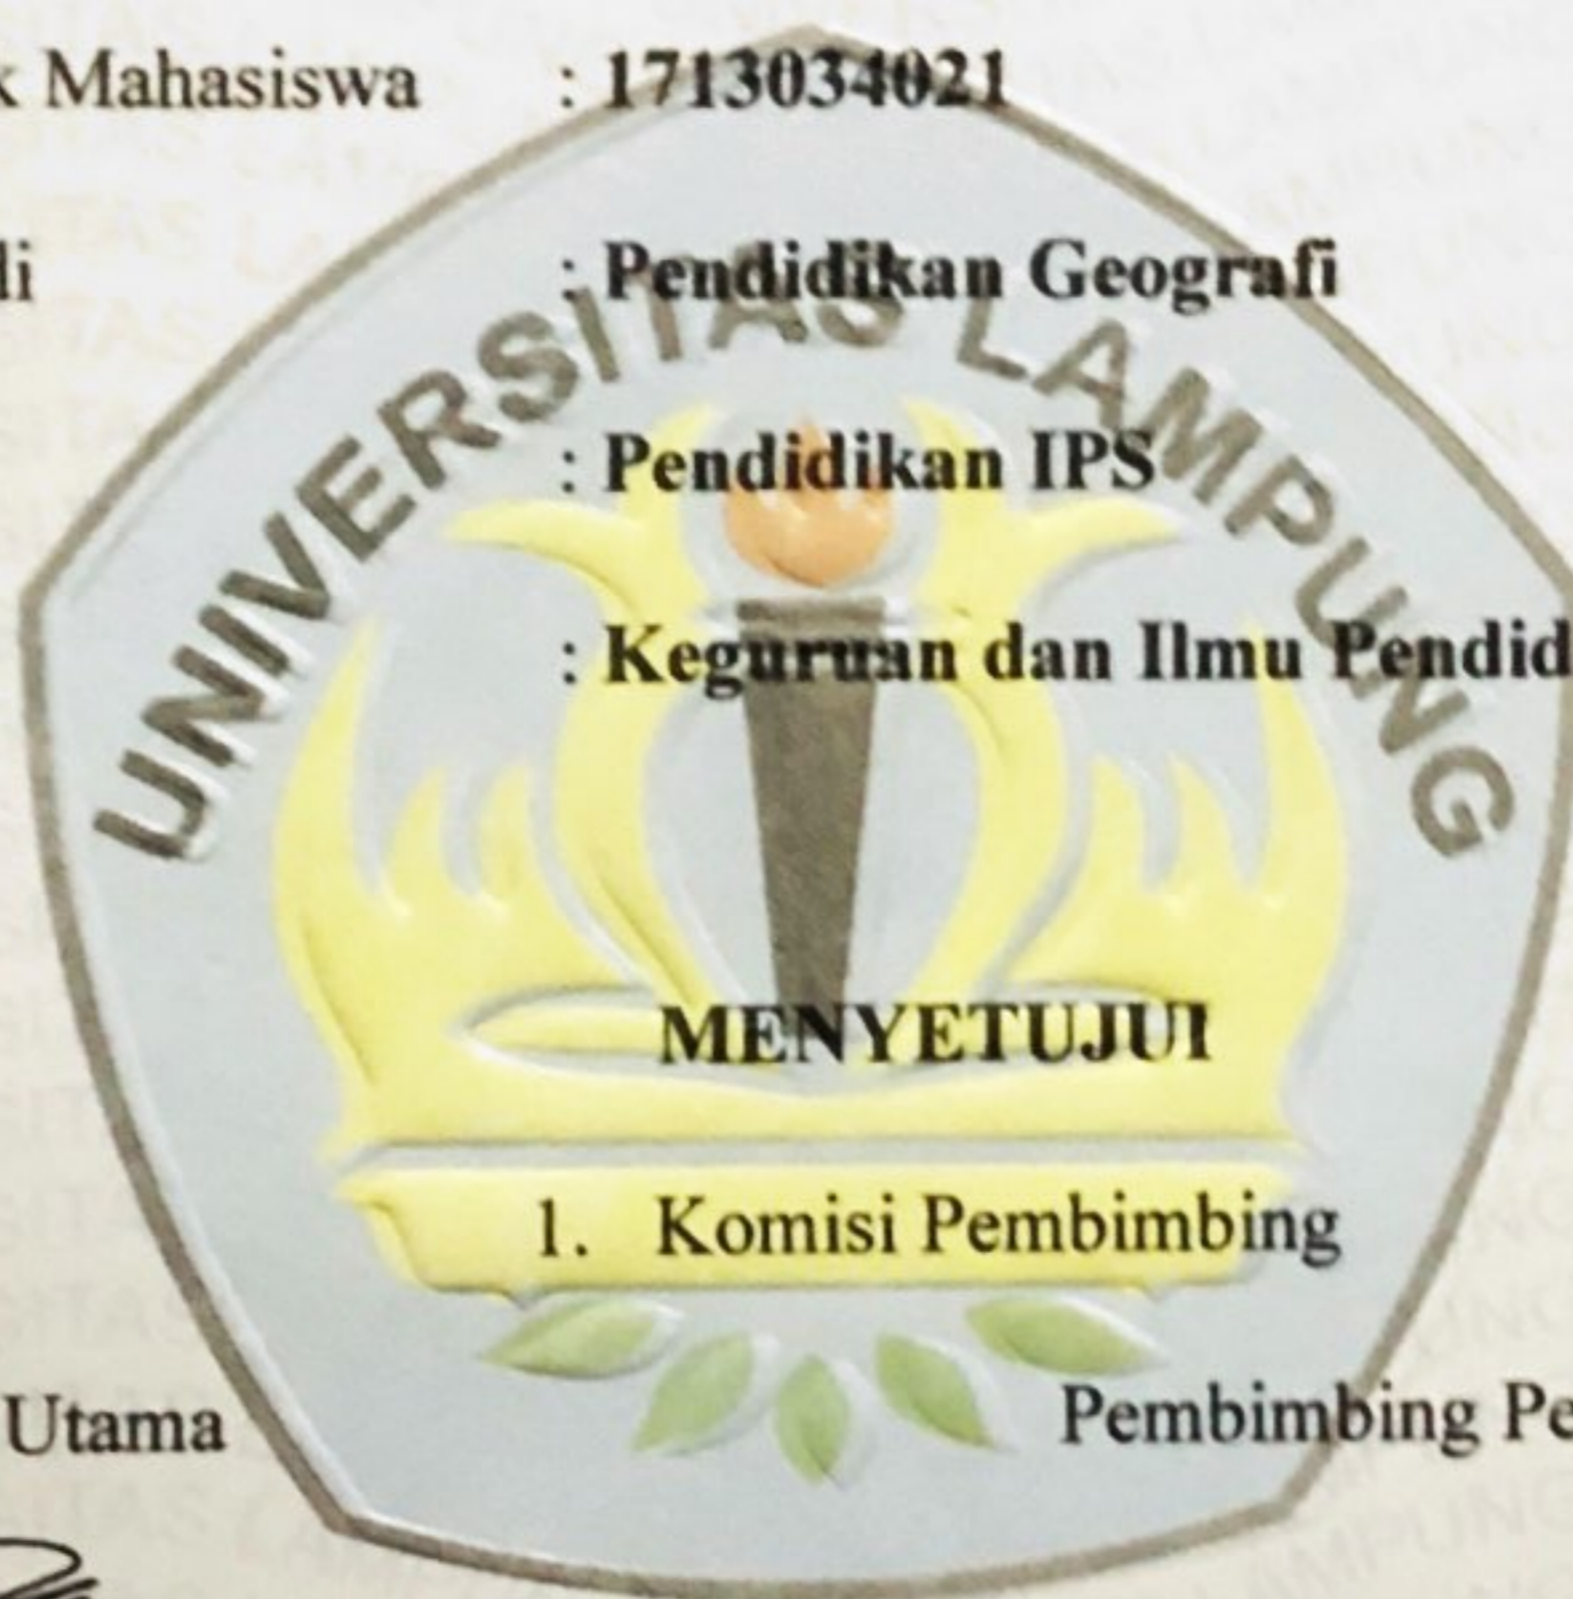 k Mahasiswa : 1713034021
di : Pendidikan Geografi
UNIVERSITAS LAMPUNG
: Pendidikan IPS
: Keguruan dan Ilmu Pendid
MENYETUJUI
1. Komisi Pembimbing
Utama Pembimbing Pe